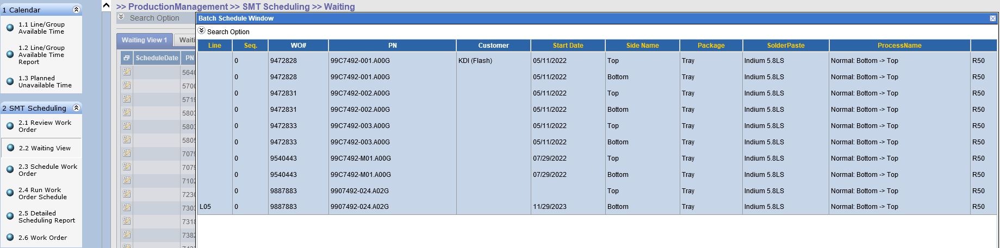 1 Calendar
1.1 Line/Group
Available Time
1.2 Line/Group
Available Time
Report
1.3 Planned
Unavailable Time
2 SMT Scheduling
2.1 Review Work
Order
2.2 Waiting View
2.3 Schedule Work
Order
2.4 Run Work
Order Schedule
2.5 Detailed
Scheduling Report
2.6 Work Order
>> ProductionManagement >> SMT Scheduling >> Waiting
Search Option
Waiting View 1 Waiti
ScheduleDate PN
5640
5700
5719
5803
5803
5805
7079
7079
7102
7230
7303
7318
7382
Batch Schedule Window
Search Option
Line Seq. WO# PN Customer Start Date Side Name Package SolderPaste ProcessName
0 9472828 99C7492-001.A00G KDI (Flash) 05/11/2022 Top Tray Indium 5.8LS Normal: Bottom -> Top R50
0 9472828 99C7492-001.A00G 05/11/2022 Bottom Tray Indium 5.8LS Normal: Bottom -> Top R50
0 9472831 99C7492-002.A00G 05/11/2022 Top Tray Indium 5.8LS Normal: Bottom -> Top R50
0 9472831 99C7492-002.A00G 05/11/2022 Bottom Tray Indium 5.8LS Normal: Bottom -> Top R50
0 9472833 99C7492-003.A00G 05/11/2022 Top Tray Indium 5.8LS Normal: Bottom -> Top R50
0 9472833 99C7492-003.A00G 05/11/2022 Bottom Tray Indium 5.8LS Normal: Bottom -> Top R50
0 9540443 99C7492-M01.A00G 07/29/2022 Top Tray Indium 5.8LS Normal: Bottom -> Top R50
0 9540443 99C7492-M01.A00G 07/29/2022 Bottom Tray Indium 5.8LS Normal: Bottom -> Top R50
0 9887883 9907492-024.A02G Top Tray Indium 5.8LS Normal: Bottom -> Top R50
L05 0 9887883 9907492-024.A02G 11/29/2023 Bottom Tray Indium 5.8LS Normal: Bottom -> Top R50